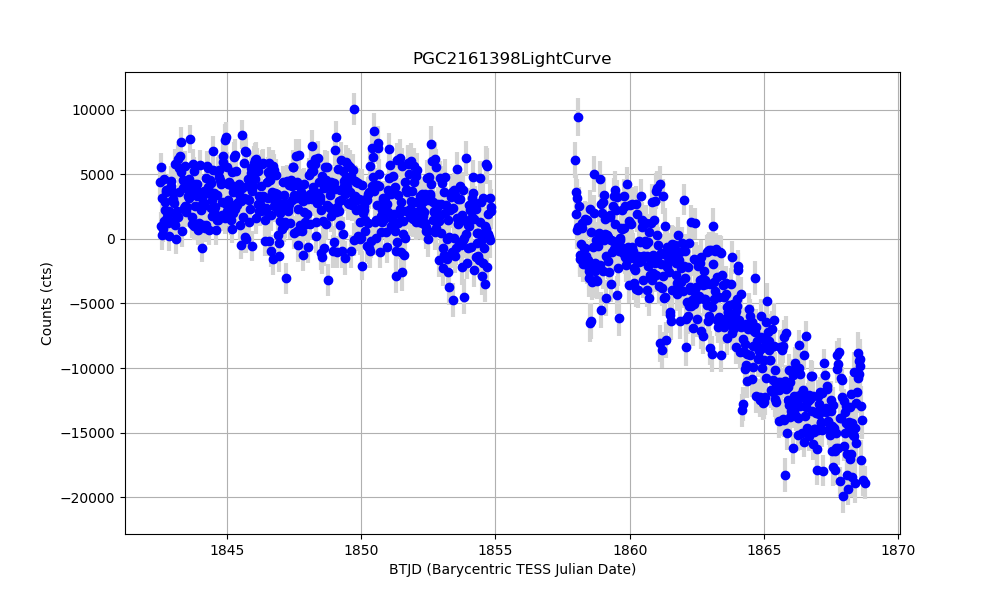 PGC2161398LightCurve
10000
5000
0
−5000
−10000
−15000
−20000
Counts (cts)
1845 1850 1855 1860 1865 1870
BTJD (Barycentric TESS Julian Date)